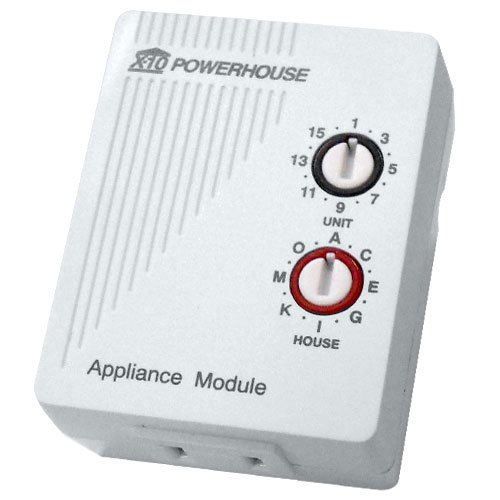 X-10 POWERHOUSE
15 1 3
13 5
11 9 7
UNIT
O A C
M E
K I G
HOUSE
Appliance Module